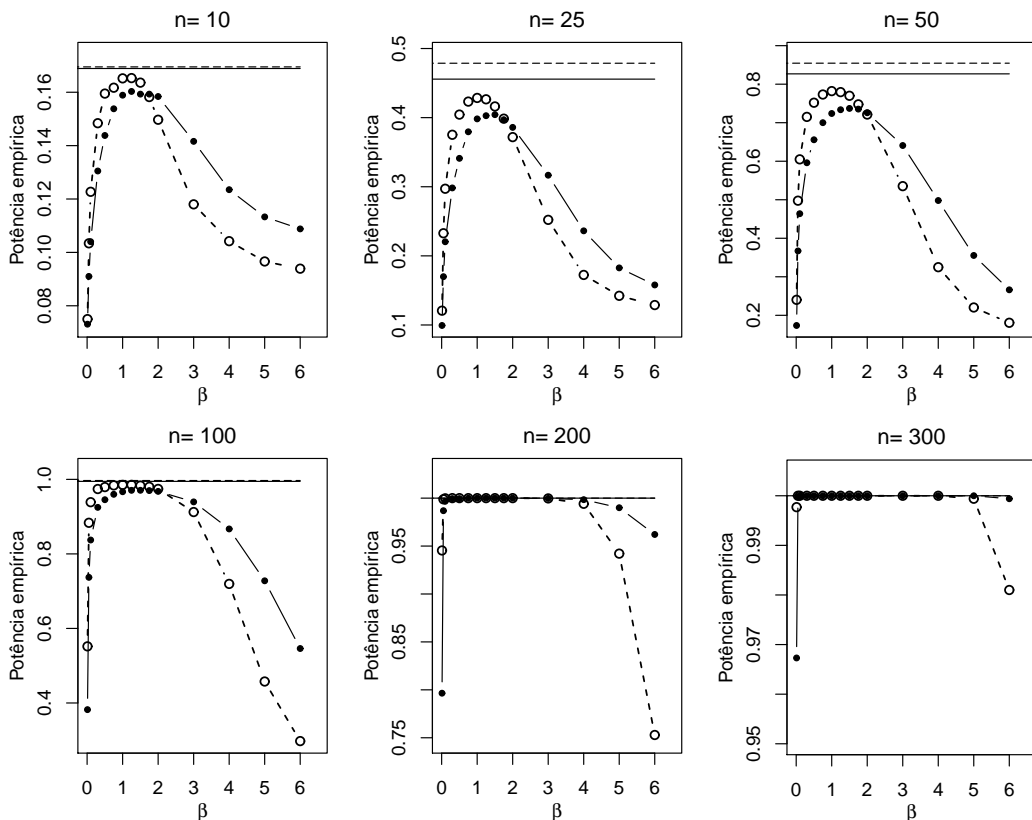 n= 10
Potência empírica
0.08 0.10 0.12 0.14 0.16
0 1 2 3 4 5 6
β
n= 25
Potência empírica
0.1 0.2 0.3 0.4 0.5
0 1 2 3 4 5 6
β
n= 50
Potência empírica
0.2 0.4 0.6 0.8
0 1 2 3 4 5 6
β
n= 100
Potência empírica
0.4 0.6 0.8 1.0
0 1 2 3 4 5 6
β
n= 200
Potência empírica
0.75 0.85 0.95
0 1 2 3 4 5 6
β
n= 300
Potência empírica
0.95 0.97 0.99
0 1 2 3 4 5 6
β